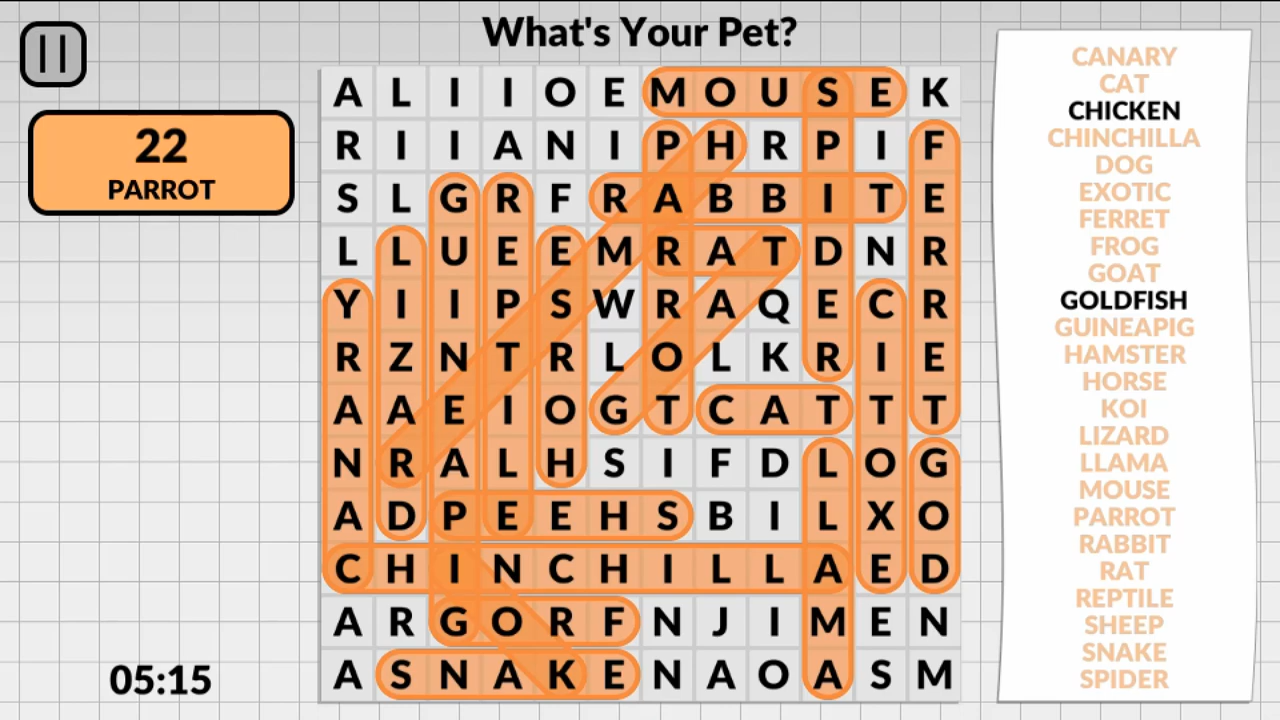 What's Your Pet?
22
PARROT
A L I I O E M O U S E K
R I I A N I P H R P I F
S L G R F R A B B I T E
L L U E E M R A T D N R
Y I I P S W R A Q E C R
R Z N T R L O L K R I E
A A E I O G T C A T T T
N R A L H S I F D L O G
A D P E E H S B I L X O
C H I N C H I L L A E D
A R G O R F N J I M E N
A S N A K E N A O A S M
05:15
CANARY
CAT
CHICKEN
CHINCHILLA
DOG
EXOTIC
FERRET
FROG
GOAT
GOLDFISH
GUINEAPIG
HAMSTER
HORSE
KOI
LIZARD
LLAMA
MOUSE
PARROT
RABBIT
RAT
REPTILE
SHEEP
SNAKE
SPIDER